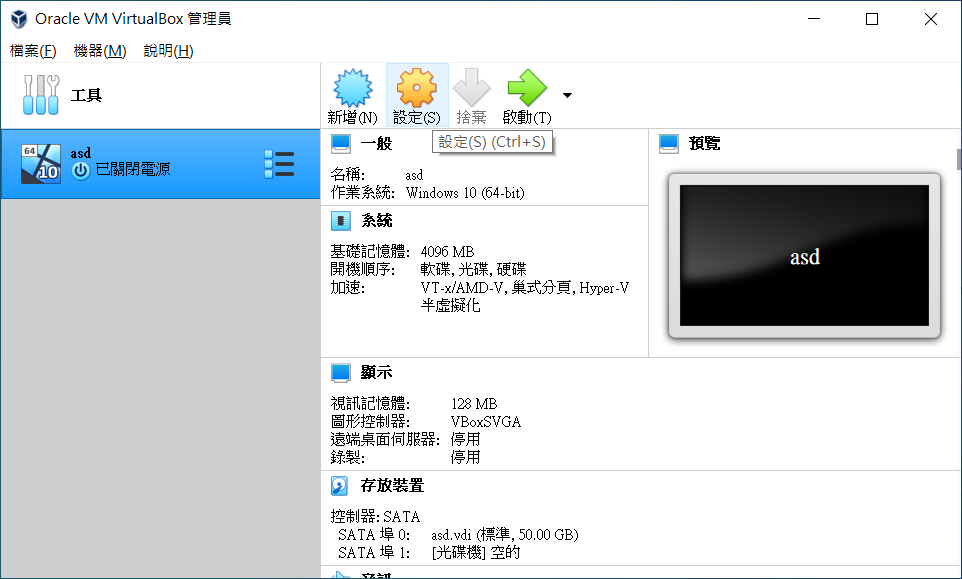 Oracle VM VirtualBox 管理員
檔案(F) 機器(M) 說明(H)
工具
新增(N) 設定(S) 捨棄 啟動(T)
設定(S) (Ctrl+S)
64
10
asd
已關閉電源
一般
名稱: asd
作業系統: Windows 10 (64-bit)
預覽
asd
系統
基礎記憶體: 4096 MB
開機順序: 軟碟, 光碟, 硬碟
加速: VT-x/AMD-V, 巢式分頁, Hyper-V
半虛擬化
顯示
視訊記憶體: 128 MB
圖形控制器: VBoxSVGA
遠端桌面伺服器: 停用
錄製: 停用
存放裝置
控制器: SATA
SATA 埠 0: asd.vdi (標準, 50.00 GB)
SATA 埠 1: [光碟機] 空的